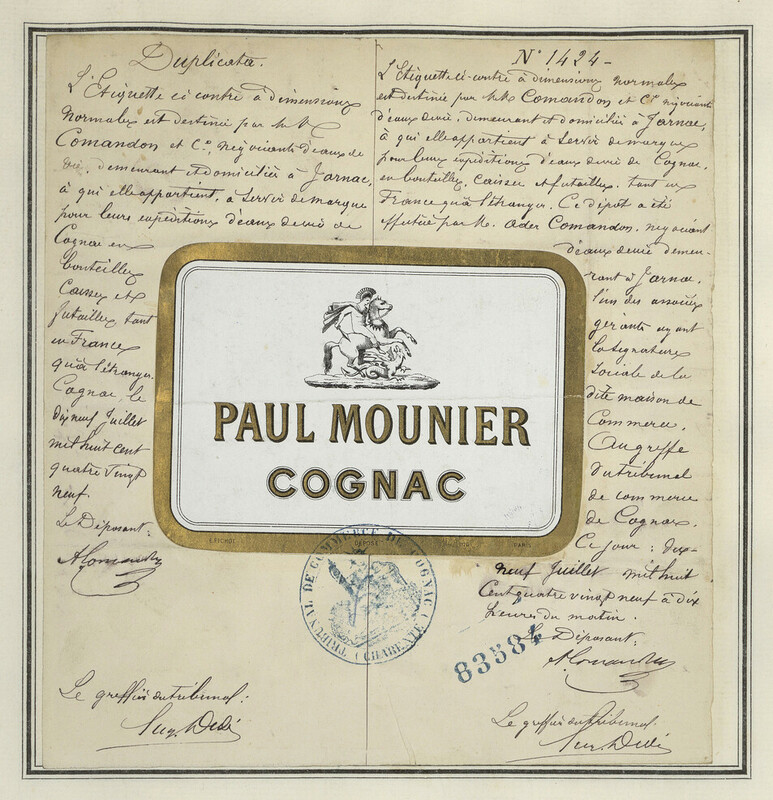 Duplicata.
L'Etiquette ci contre à dimensions
Normales est destinée par M.M
Comandon et Cie, négociants d'eaux de
vie, demeurant et domiciliés à Jarnac,
à qui elle appartient, à servir de marque
pour leurs expéditions d'eaux de vie de
Cognac en
bouteilles
Caisses et
futailles tant
en France
qu'à l'étranger.
Cognac, le
dix neuf Juillet
mil huit cent
quatre vingt
neuf.
Le Déposant:
A Comandon
Le greffier du tribunal:
N° 1424-
L'Etiquette ci-contre à dimensions normales
est destinée par M.M. Comandon et Cie négociants
d'eaux de vie, demeurant et domiciliés à Jarnac,
à qui elle appartient à servir de marque
pour leurs expéditions d'eaux de vie de Cognac,
en bouteilles, caisses et futailles, tant en
France qu'à l'étranger. Ce dépôt a été
effectué par M. Ader Comandon, négociant
d'eaux de vie demeu-
rant à Jarnac,
l'un des associés
gérants ayant
la signature
sociale de la
dite maison de
Commerce.
Au greffe
du tribunal
de commerce
de Cognac.
Ce jour: dix-
neuf Juillet mil huit
Cent quatre vingt neuf à dix
heures du matin.
Le Déposant:
A Comandon
Le greffier du Tribunal.
PAUL MOUNIER
COGNAC
E. PICHOT DÉPOSÉ PARIS
TRIBUNAL DE COMMERCE DE COGNAC (CHARENTE)
83584